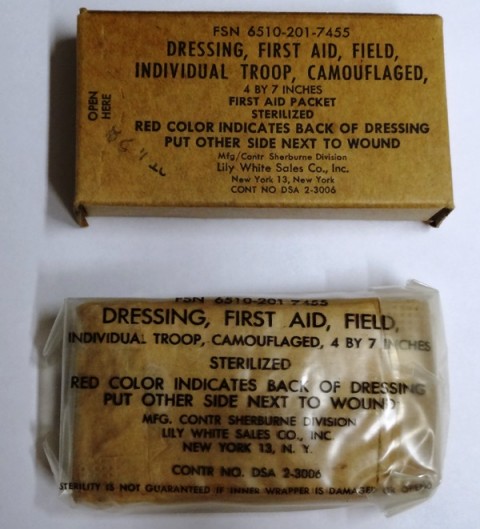 FSN 6510-201-7455
DRESSING, FIRST AID, FIELD,
INDIVIDUAL TROOP, CAMOUFLAGED,
4 BY 7 INCHES
FIRST AID PACKET
STERILIZED
RED COLOR INDICATES BACK OF DRESSING
PUT OTHER SIDE NEXT TO WOUND
Mfg/Contr Sherburne Division
Lily White Sales Co., Inc.
New York 13, New York
CONT NO DSA 2-3006
OPEN
HERE
FSN 6510-201-7455
DRESSING, FIRST AID, FIELD,
INDIVIDUAL TROOP, CAMOUFLAGED, 4 BY 7 INCHES
STERILIZED
RED COLOR INDICATES BACK OF DRESSING
PUT OTHER SIDE NEXT TO WOUND
MFG. CONTR SHERBURNE DIVISION
LILY WHITE SALES CO., INC.
NEW YORK 13, N. Y.
CONTR NO. DSA 2-3006
STERILITY IS NOT GUARANTEED IF INNER WRAPPER IS DAMAGED OR